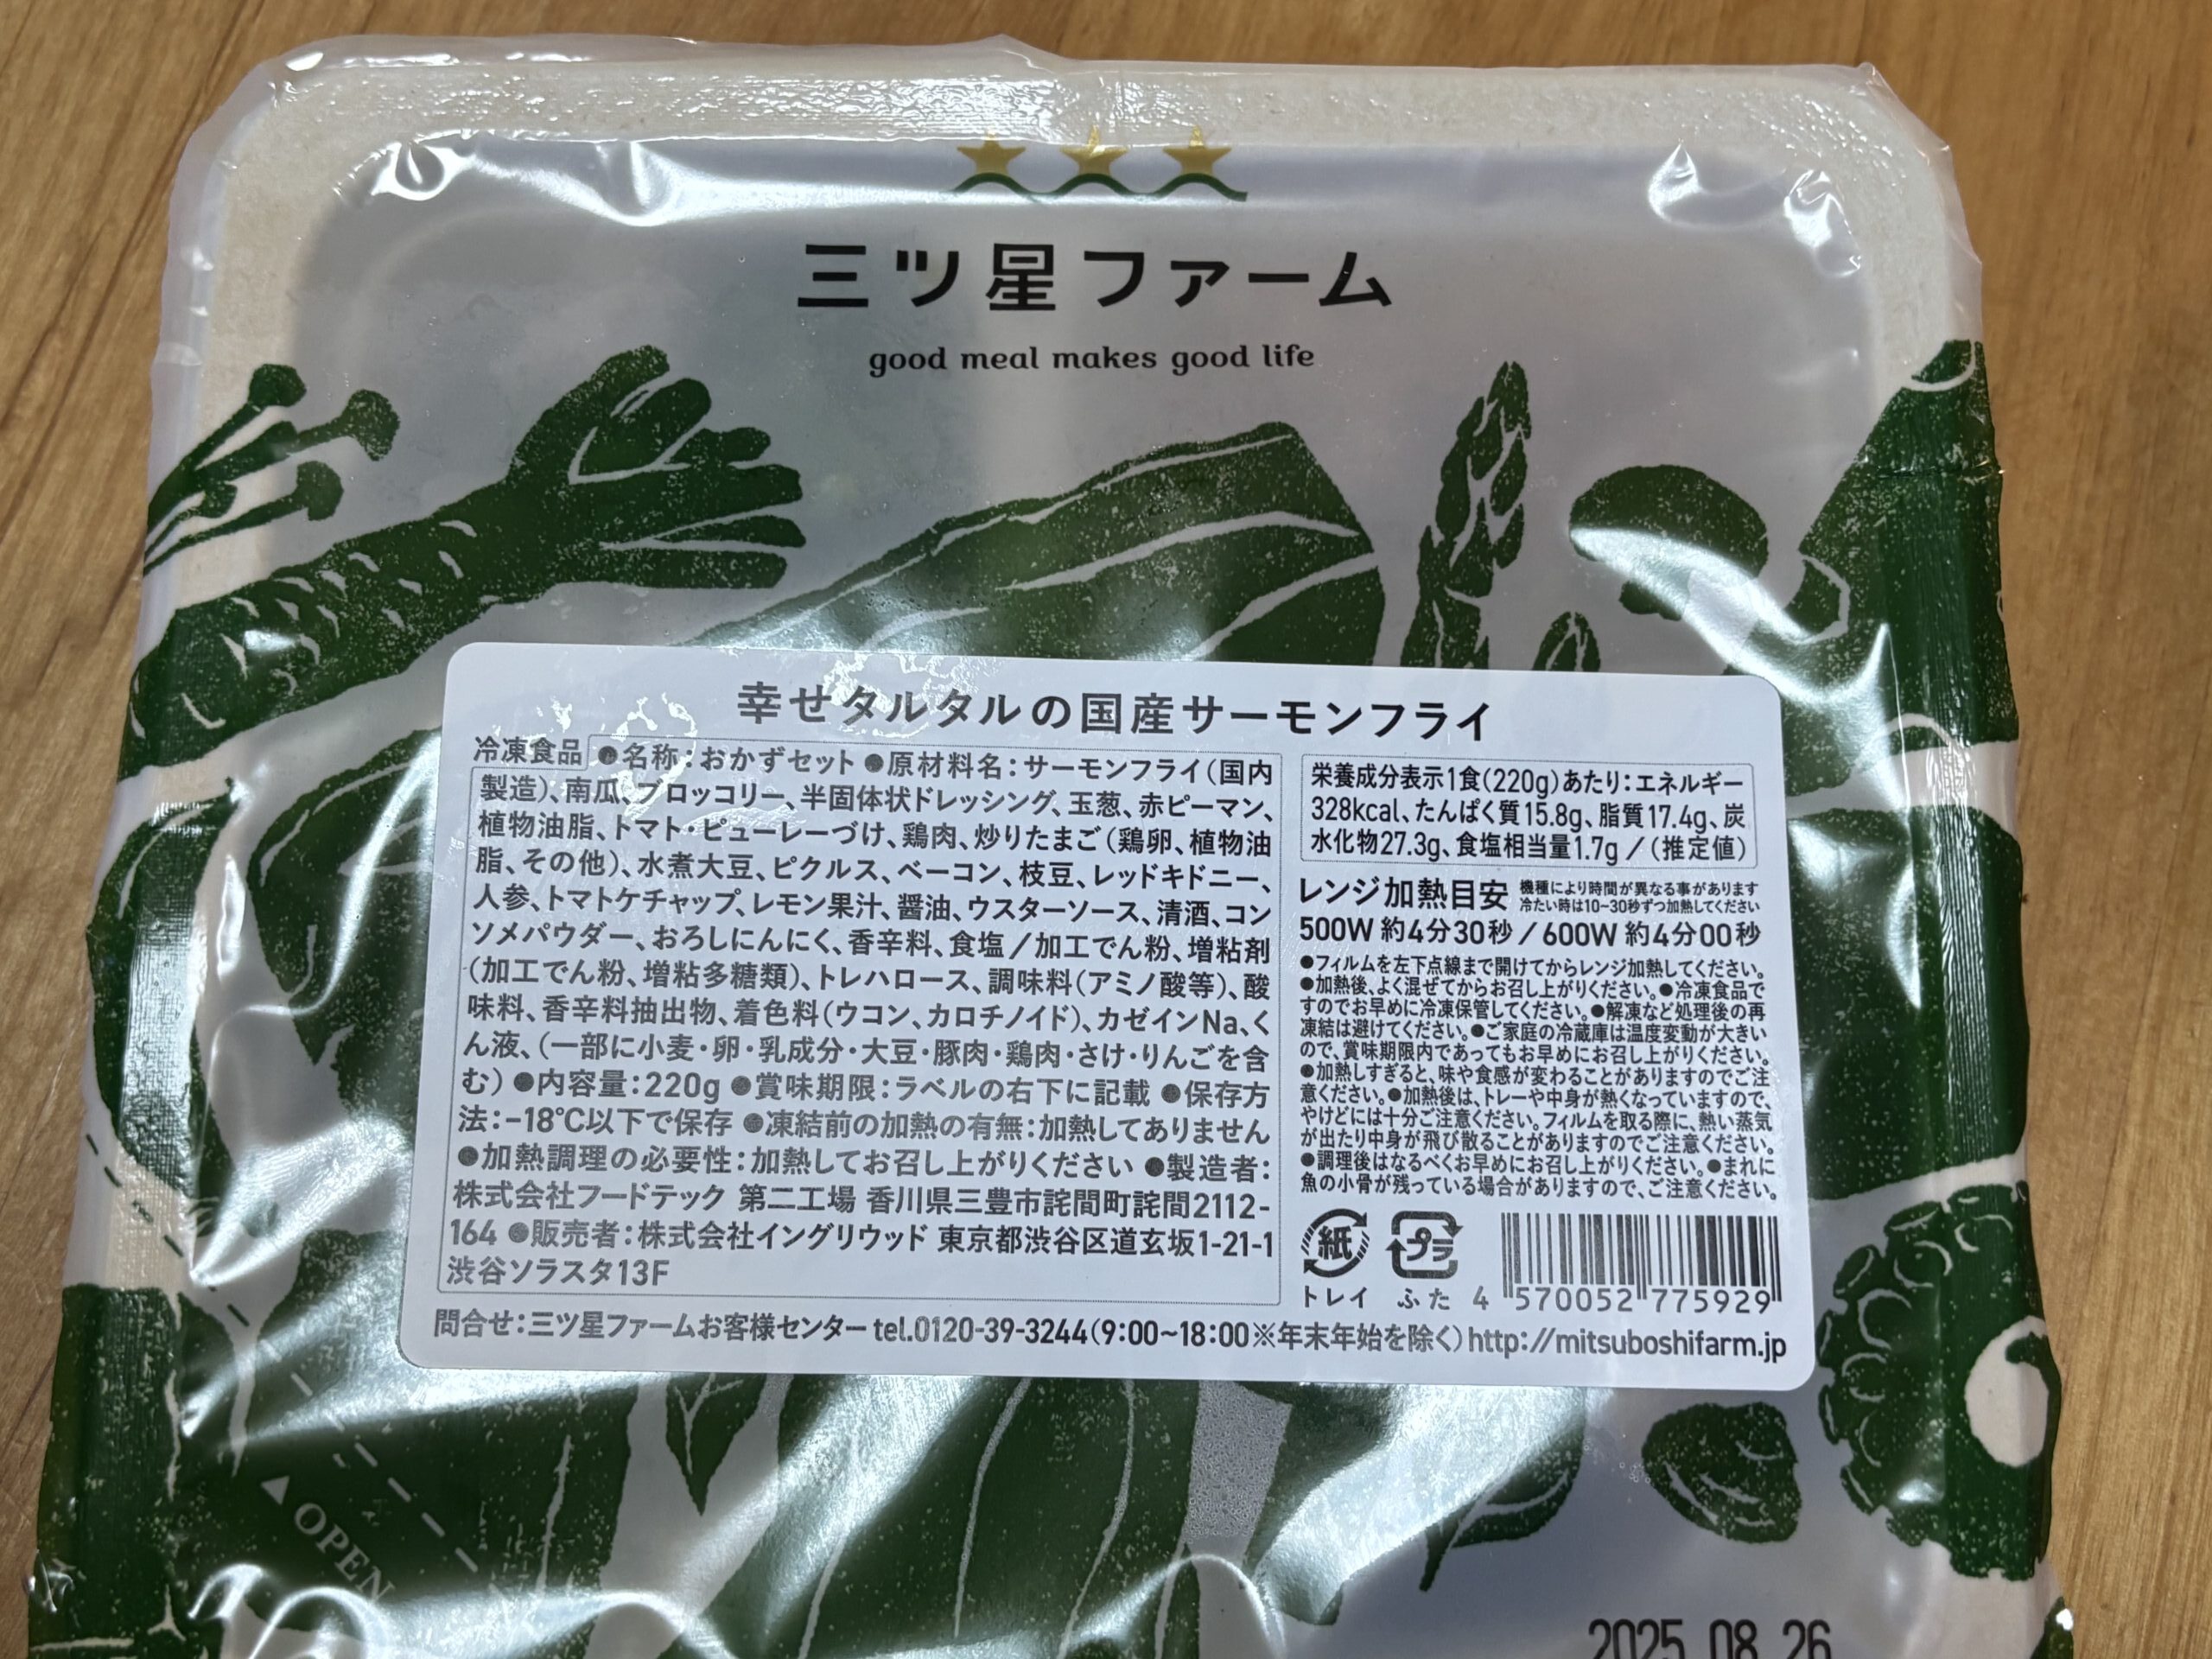 三ツ星ファーム
good meal makes good life
幸せタルタルの国産サーモンフライ
冷凍食品 ●名称：おかずセット ●原材料名：サーモンフライ（国内
製造）、南瓜、ブロッコリー、半固体状ドレッシング、玉葱、赤ピーマン、
植物油脂、トマト・ピューレーづけ、鶏肉、炒りたまご（鶏卵、植物油
脂、その他）、水煮大豆、ピクルス、ベーコン、枝豆、レッドキドニー、
人参、トマトケチャップ、レモン果汁、醤油、ウスターソース、清酒、コン
ソメパウダー、おろしにんにく、香辛料、食塩／加工でん粉、増粘剤
（加工でん粉、増粘多糖類）、トレハロース、調味料（アミノ酸等）、酸
味料、香辛料抽出物、着色料（ウコン、カロチノイド）、カゼインNa、く
ん液、（一部に小麦・卵・乳成分・大豆・豚肉・鶏肉・さけ・りんごを含
む） ●内容量：220g ●賞味期限：ラベルの右下に記載 ●保存方
法：−18℃以下で保存 ●凍結前の加熱の有無：加熱してありません
●加熱調理の必要性：加熱してお召し上がりください ●製造者：
株式会社フードテック 第二工場 香川県三豊市詫間町詫間2112-
164 ●販売者：株式会社イングリウッド 東京都渋谷区道玄坂1-21-1
渋谷ソラスタ13F
栄養成分表示1食（220g）あたり：エネルギー
328kcal、たんぱく質15.8g、脂質17.4g、炭
水化物27.3g、食塩相当量1.7g／（推定値）
レンジ加熱目安 機種により時間が異なる事があります
冷たい時は10~30秒ずつ加熱してください
500W 約4分30秒／600W 約4分00秒
●フィルムを左下点線まで開けてからレンジ加熱してください。
●加熱後、よく混ぜてからお召し上がりください。●冷凍食品で
すのでお早めに冷凍保管してください。●解凍など処理後の再
凍結は避けてください。●ご家庭の冷蔵庫は温度変動が大きい
ので、賞味期限内であってもお早めにお召し上がりください。
●加熱しすぎると、味や食感が変わることがありますのでご注
意ください。●加熱後は、トレーや中身が熱くなっていますので、
やけどには十分ご注意ください。フィルムを取る際に、熱い蒸気
が出たり中身が飛び散ることがありますのでご注意ください。
●調理後はなるべくお早めにお召し上がりください。●まれに
魚の小骨が残っている場合がありますので、ご注意ください。
紙 プラ
トレイ ふた 4 570052 775929
問合せ：三ツ星ファームお客様センター tel.0120-39-3244（9：00~18：00※年末年始を除く）http://mitsuboshifarm.jp
▲OPEN
2025.08.26